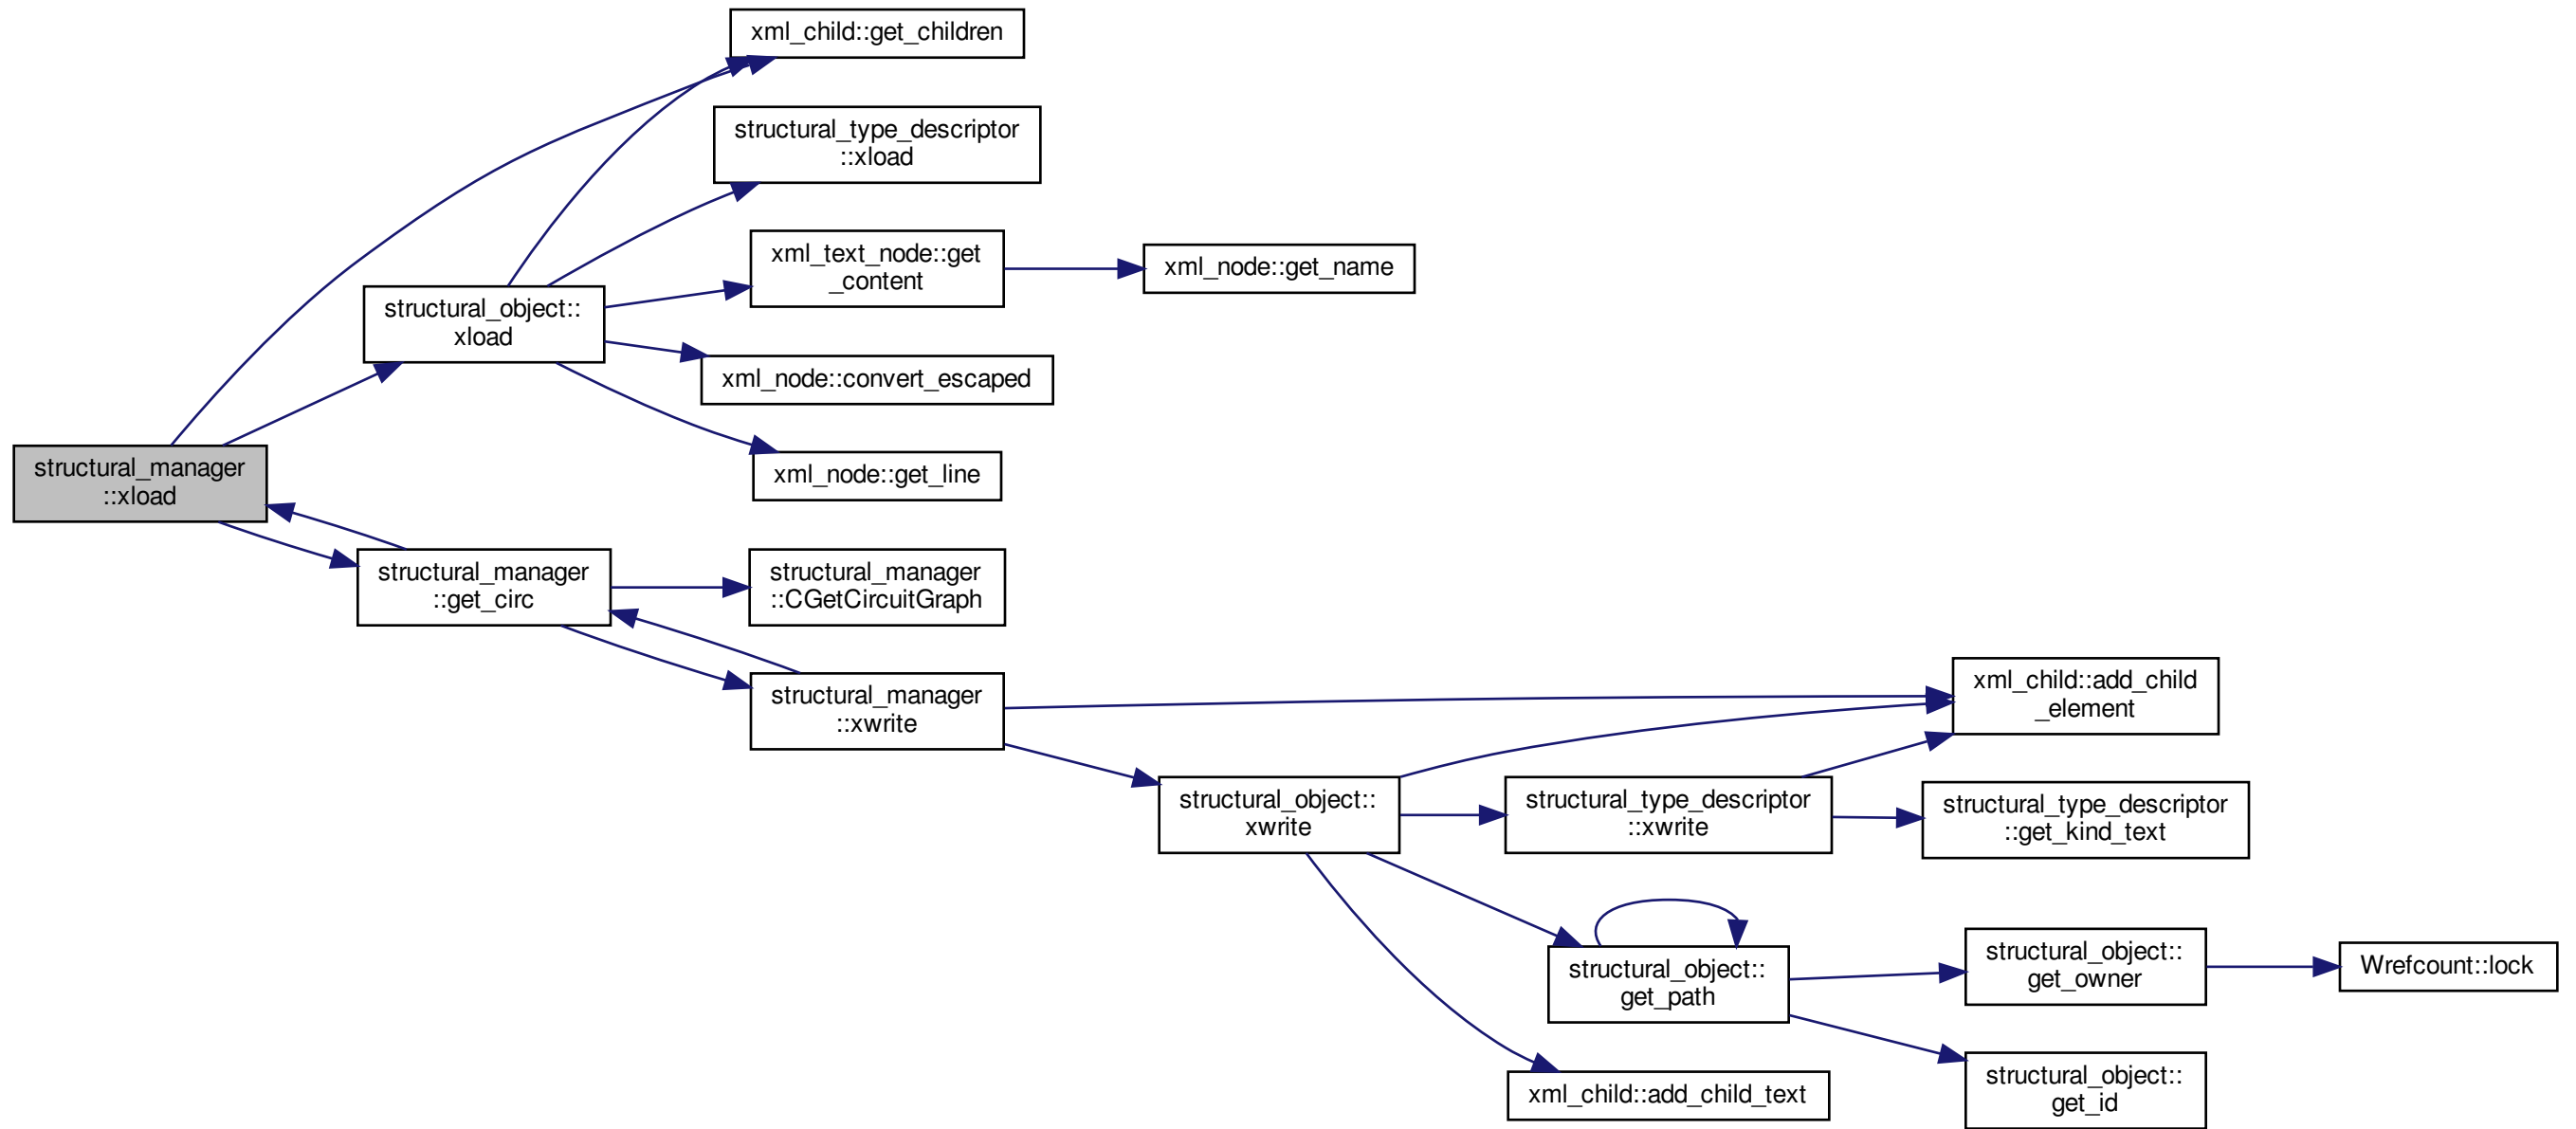 xml_child::get_children
structural_type_descriptor
::xload
xml_text_node::get
_content
xml_node::get_name
structural_object::
xload
xml_node::convert_escaped
xml_node::get_line
structural_manager
::xload
structural_manager
::get_circ
structural_manager
::CGetCircuitGraph
structural_manager
::xwrite
xml_child::add_child
_element
structural_object::
xwrite
structural_type_descriptor
::xwrite
structural_type_descriptor
::get_kind_text
structural_object::
get_path
structural_object::
get_owner
Wrefcount::lock
structural_object::
get_id
xml_child::add_child_text